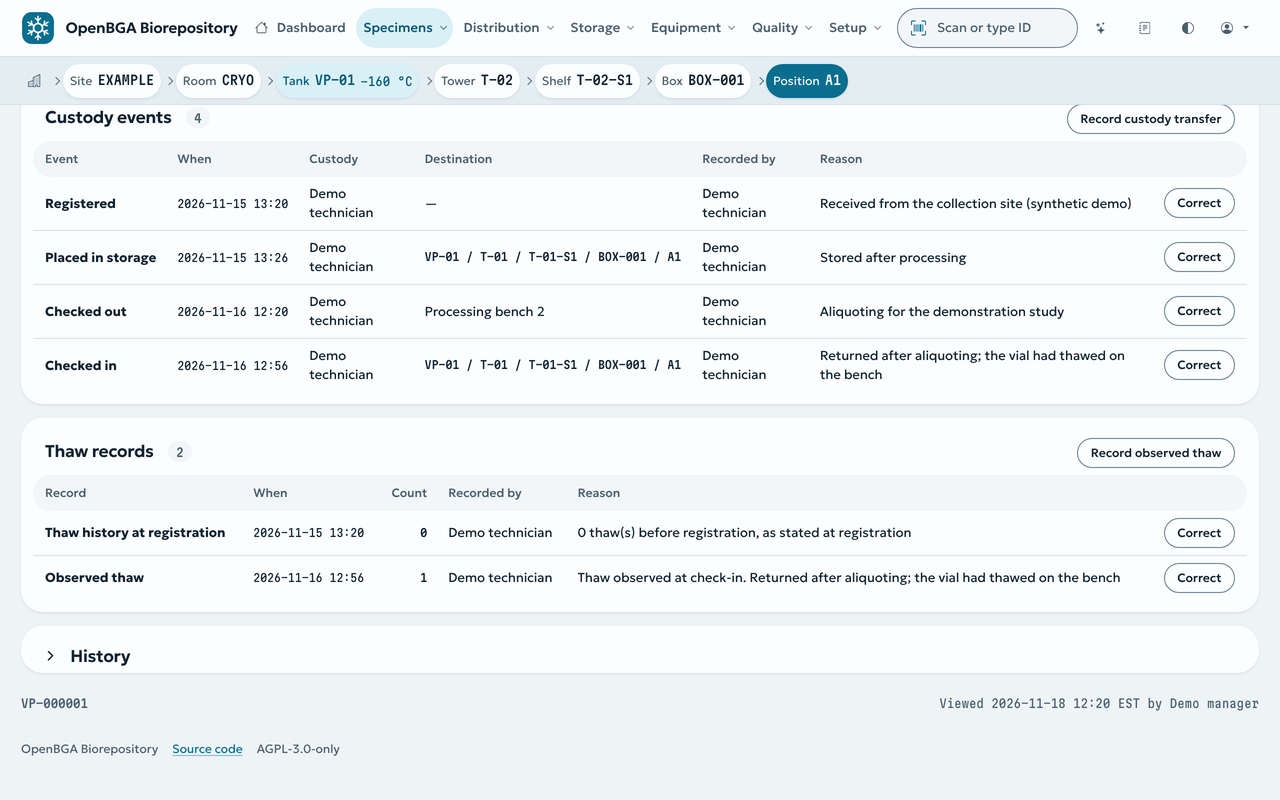 OpenBGA Biorepository Dashboard Specimens Distribution Storage Equipment Quality Setup Scan or type ID
Site EXAMPLE Room CRYO Tank VP-01 -160 °C Tower T-02 Shelf T-02-S1 Box BOX-001 Position A1
Custody events 4 Record custody transfer
Event When Custody Destination Recorded by Reason
Registered 2026-11-15 13:20 Demo technician — Demo technician Received from the collection site (synthetic demo) Correct
Placed in storage 2026-11-15 13:26 Demo technician VP-01 / T-01 / T-01-S1 / BOX-001 / A1 Demo technician Stored after processing Correct
Checked out 2026-11-16 12:20 Demo technician Processing bench 2 Demo technician Aliquoting for the demonstration study Correct
Checked in 2026-11-16 12:56 Demo technician VP-01 / T-01 / T-01-S1 / BOX-001 / A1 Demo technician Returned after aliquoting; the vial had thawed on the bench Correct
Thaw records 2 Record observed thaw
Record When Count Recorded by Reason
Thaw history at registration 2026-11-15 13:20 0 Demo technician 0 thaw(s) before registration, as stated at registration Correct
Observed thaw 2026-11-16 12:56 1 Demo technician Thaw observed at check-in. Returned after aliquoting; the vial had thawed on the bench Correct
History
VP-000001 Viewed 2026-11-18 12:20 EST by Demo manager
OpenBGA Biorepository Source code AGPL-3.0-only